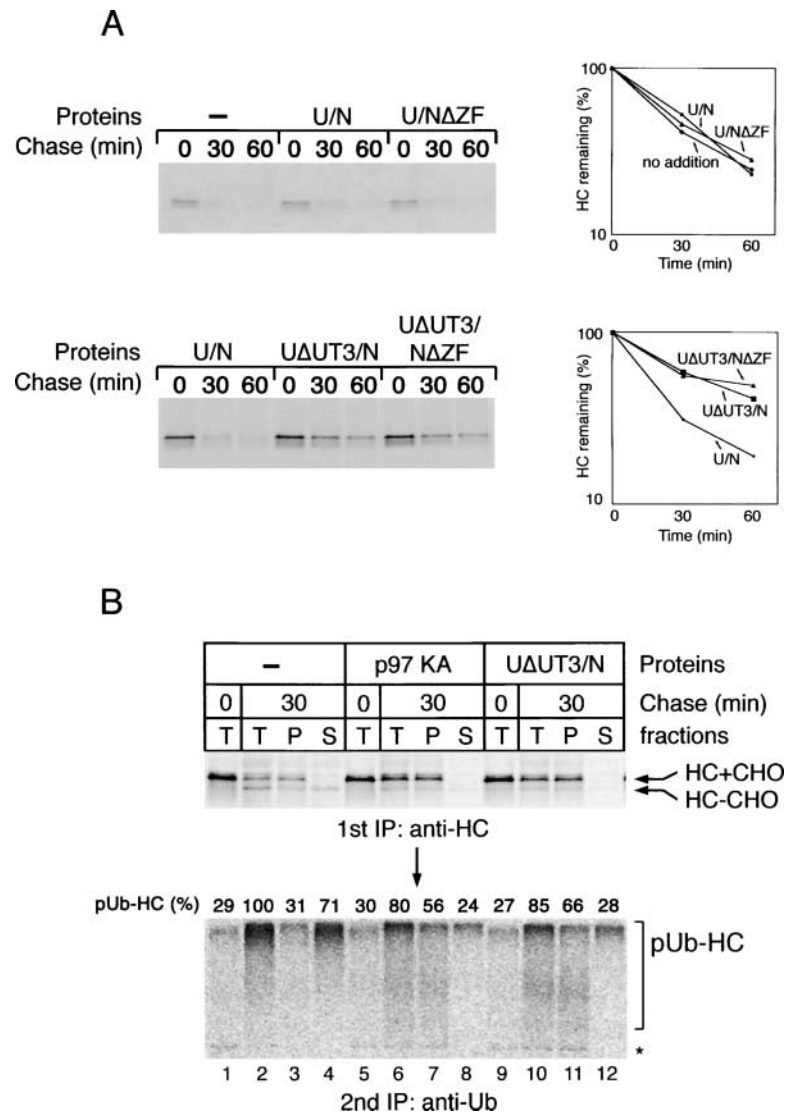 A
Proteins – U/N U/NΔZF
Chase (min) 0 30 60 0 30 60 0 30 60
HC remaining (%)
100
10
U/N
U/NΔZF
no addition
0 30 60
Time (min)
Proteins U/N UΔUT3/N UΔUT3/
NΔZF
Chase (min) 0 30 60 0 30 60 0 30 60
HC remaining (%)
100
10
UΔUT3/NΔZF
UΔUT3/N
U/N
0 30 60
Time (min)
B
– p97 KA UΔUT3/N Proteins
0 30 0 30 0 30 Chase (min)
T T P S T T P S T T P S fractions
HC+CHO
HC-CHO
1st IP: anti-HC
pUb-HC (%) 29 100 31 71 30 80 56 24 27 85 66 28
pUb-HC
*
1 2 3 4 5 6 7 8 9 10 11 12
2nd IP: anti-Ub